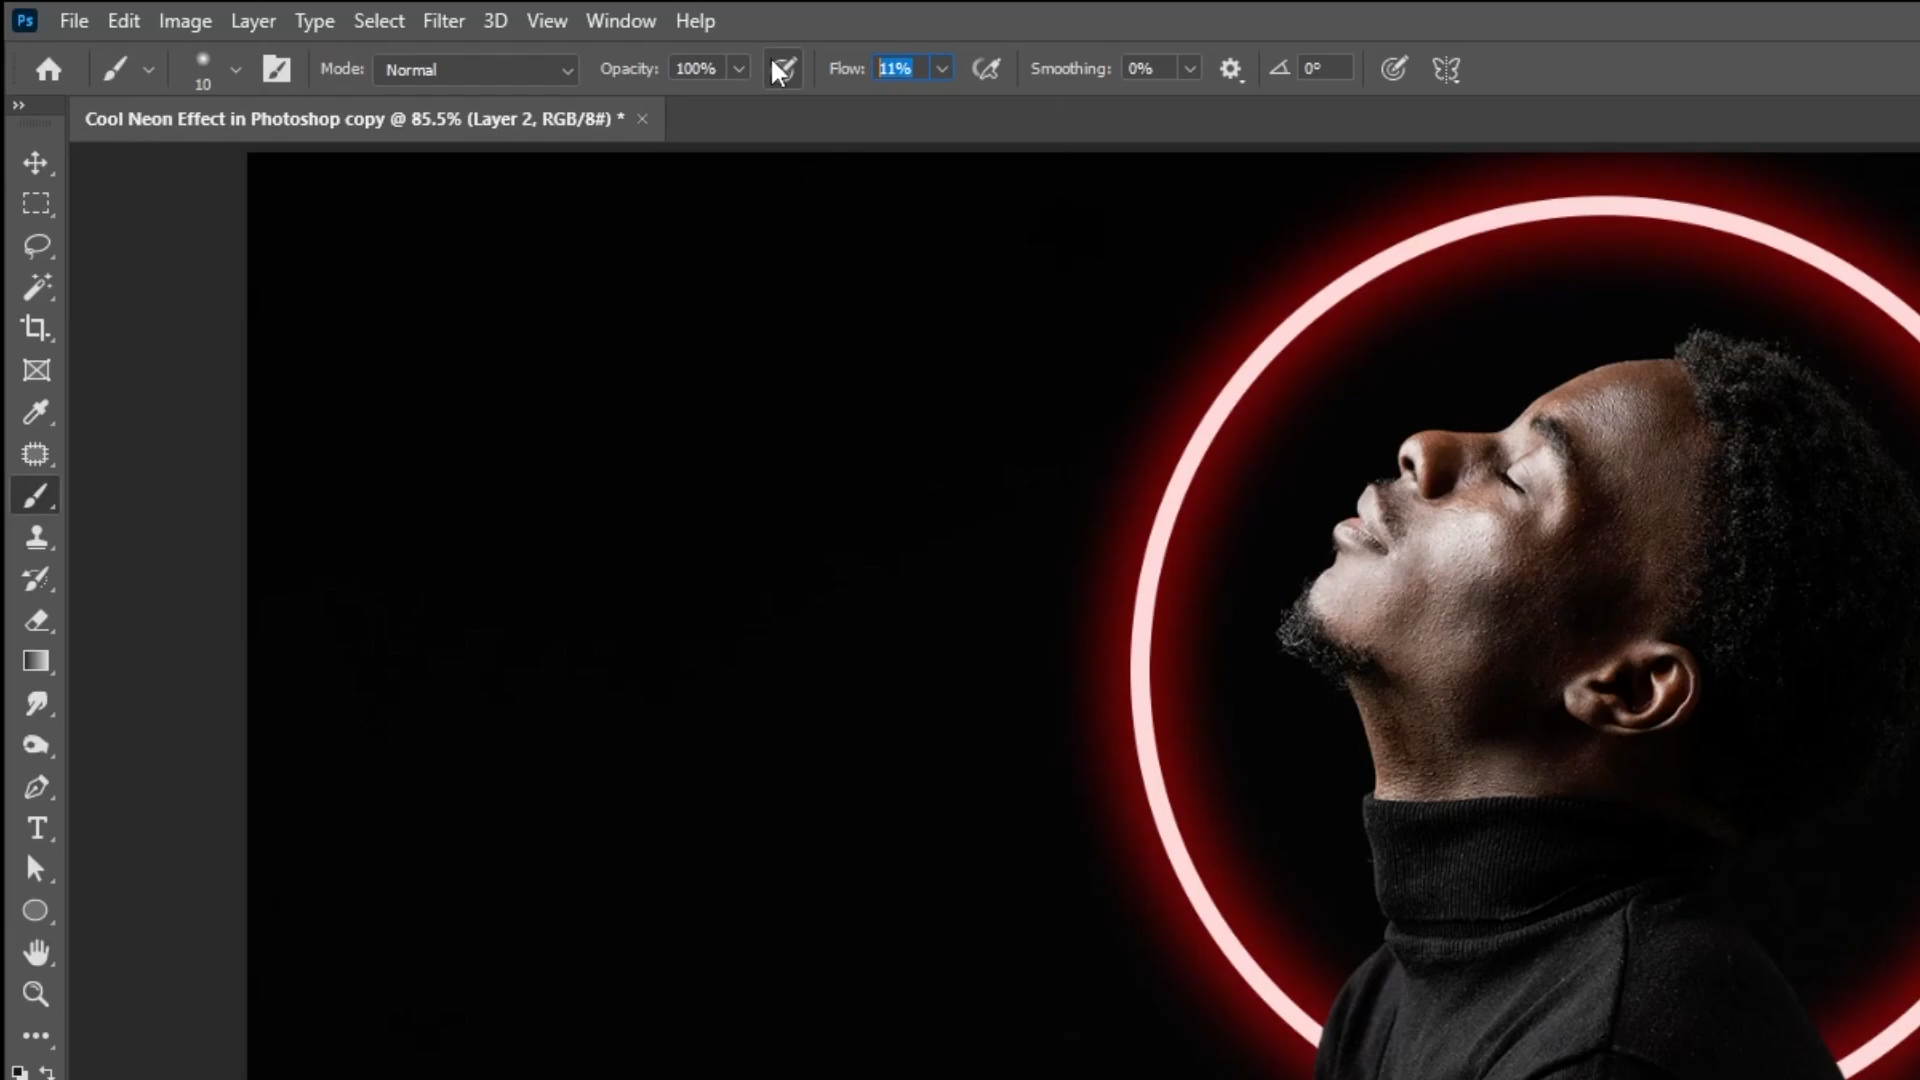 Ps File Edit Image Layer Type Select Filter 3D View Window Help
10 Mode: Normal Opacity: 100% Flow: 11% Smoothing: 0% 0°
Cool Neon Effect in Photoshop copy @ 85.5% (Layer 2, RGB/8#) * ×